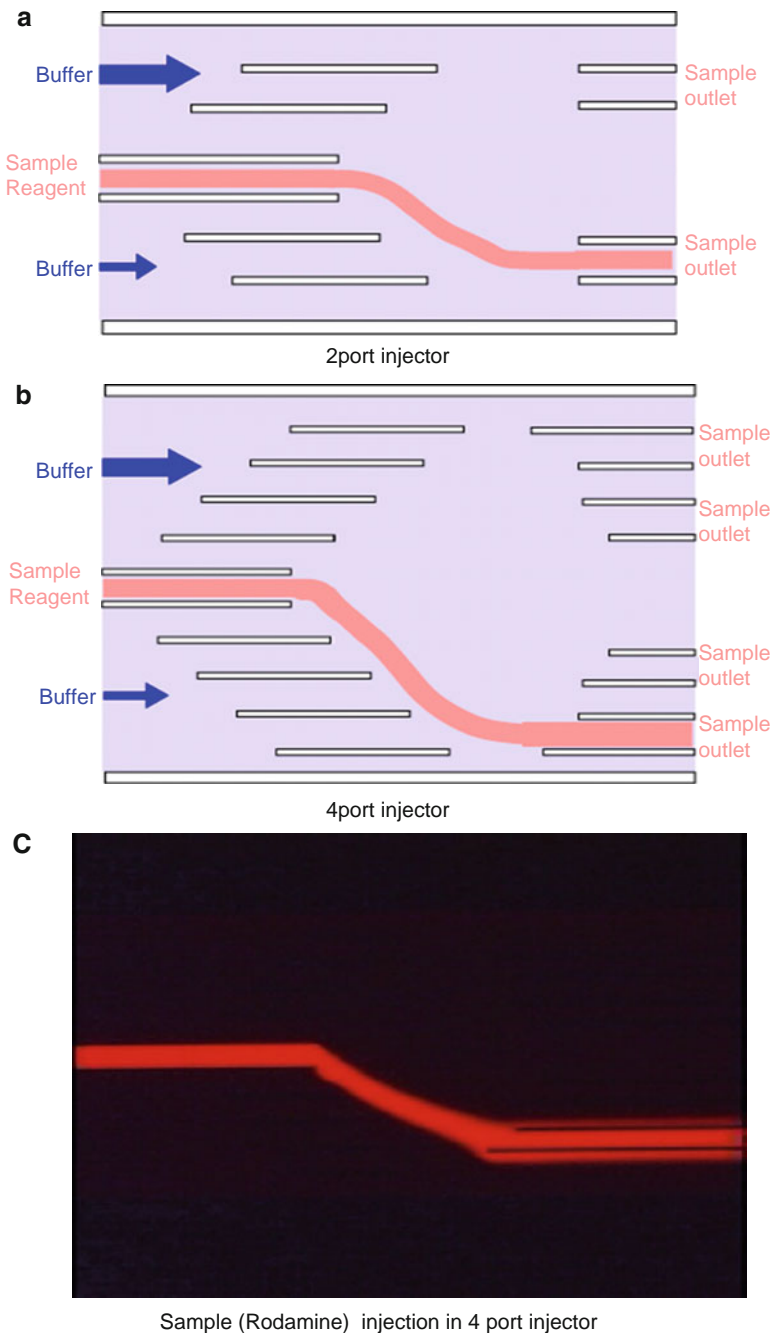 a
Buffer
Sample
outlet
Sample
Reagent
Buffer
Sample
outlet
2port injector
b
Buffer
Sample
outlet
Sample
outlet
Sample
Reagent
Buffer
Sample
outlet
Sample
outlet
4port injector
C
Sample (Rodamine) injection in 4 port injector